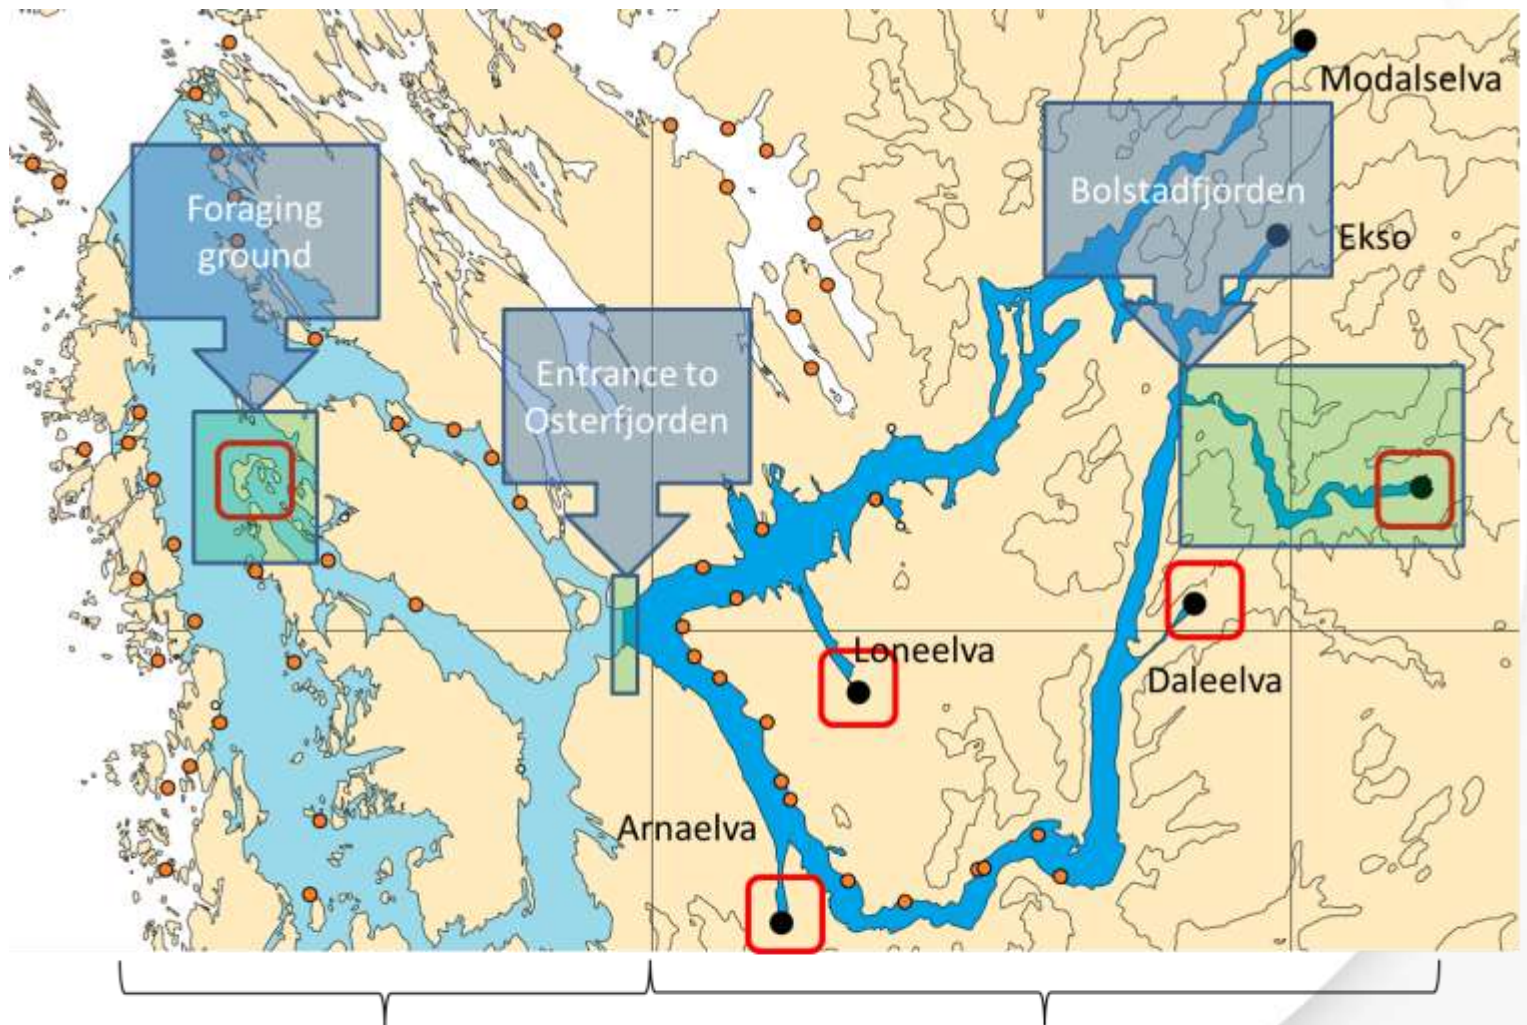 Modalselva
Bolstadfjorden
Foraging
ground
Ekso
Entrance to
Osterfjorden
Loneelva
Daleelva
Arnaelva